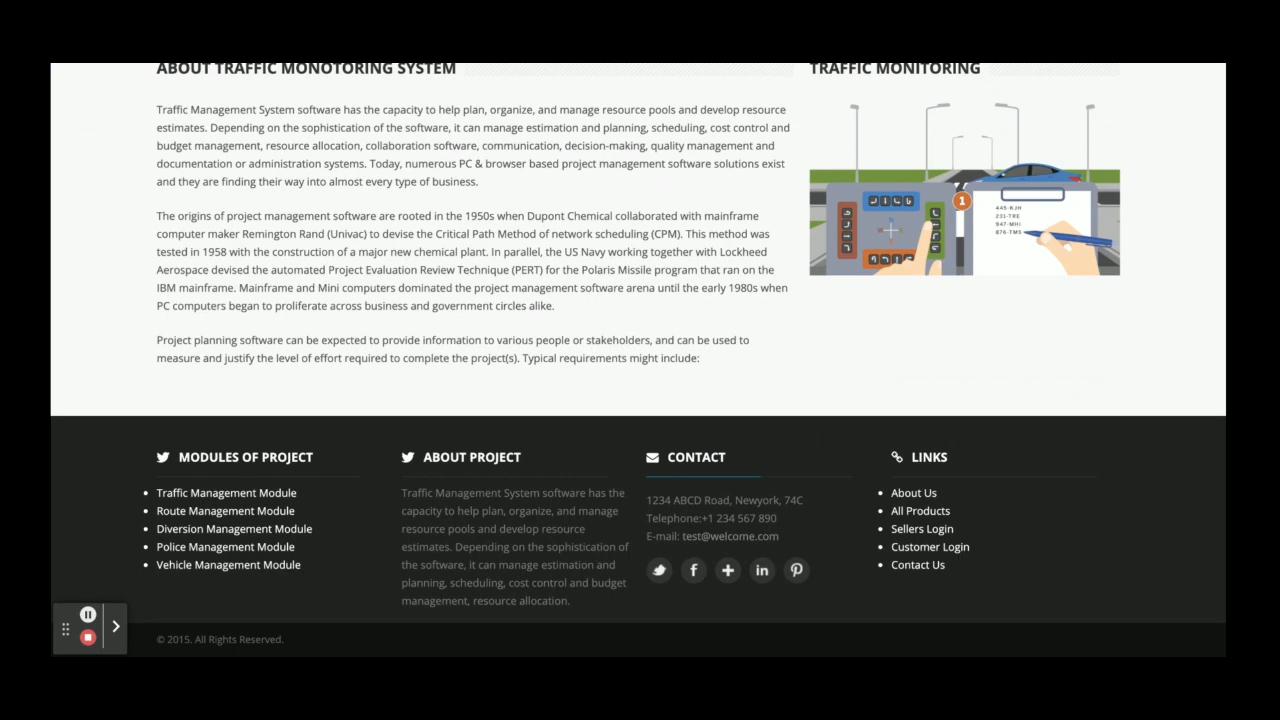 ABOUT TRAFFIC MONOTORING SYSTEM
Traffic Management System software has the capacity to help plan, organize, and manage resource pools and develop resource
estimates. Depending on the sophistication of the software, it can manage estimation and planning, scheduling, cost control and
budget management, resource allocation, collaboration software, communication, decision-making, quality management and
documentation or administration systems. Today, numerous PC & browser based project management software solutions exist
and they are finding their way into almost every type of business.
The origins of project management software are rooted in the 1950s when Dupont Chemical collaborated with mainframe
computer maker Remington Rand (Univac) to devise the Critical Path Method of network scheduling (CPM). This method was
tested in 1958 with the construction of a major new chemical plant. In parallel, the US Navy working together with Lockheed
Aerospace devised the automated Project Evaluation Review Technique (PERT) for the Polaris Missile program that ran on the
IBM mainframe. Mainframe and Mini computers dominated the project management software arena until the early 1980s when
PC computers began to proliferate across business and government circles alike.
Project planning software can be expected to provide information to various people or stakeholders, and can be used to
measure and justify the level of effort required to complete the project(s). Typical requirements might include:
TRAFFIC MONITORING
1
445-KJH
231-TRE
947-MHI
876-TMS
MODULES OF PROJECT
Traffic Management Module
Route Management Module
Diversion Management Module
Police Management Module
Vehicle Management Module
ABOUT PROJECT
Traffic Management System software has the
capacity to help plan, organize, and manage
resource pools and develop resource
estimates. Depending on the sophistication of
the software, it can manage estimation and
planning, scheduling, cost control and budget
management, resource allocation.
CONTACT
1234 ABCD Road, Newyork, 74C
Telephone:+1 234 567 890
E-mail: test@welcome.com
LINKS
About Us
All Products
Sellers Login
Customer Login
Contact Us
© 2015. All Rights Reserved.